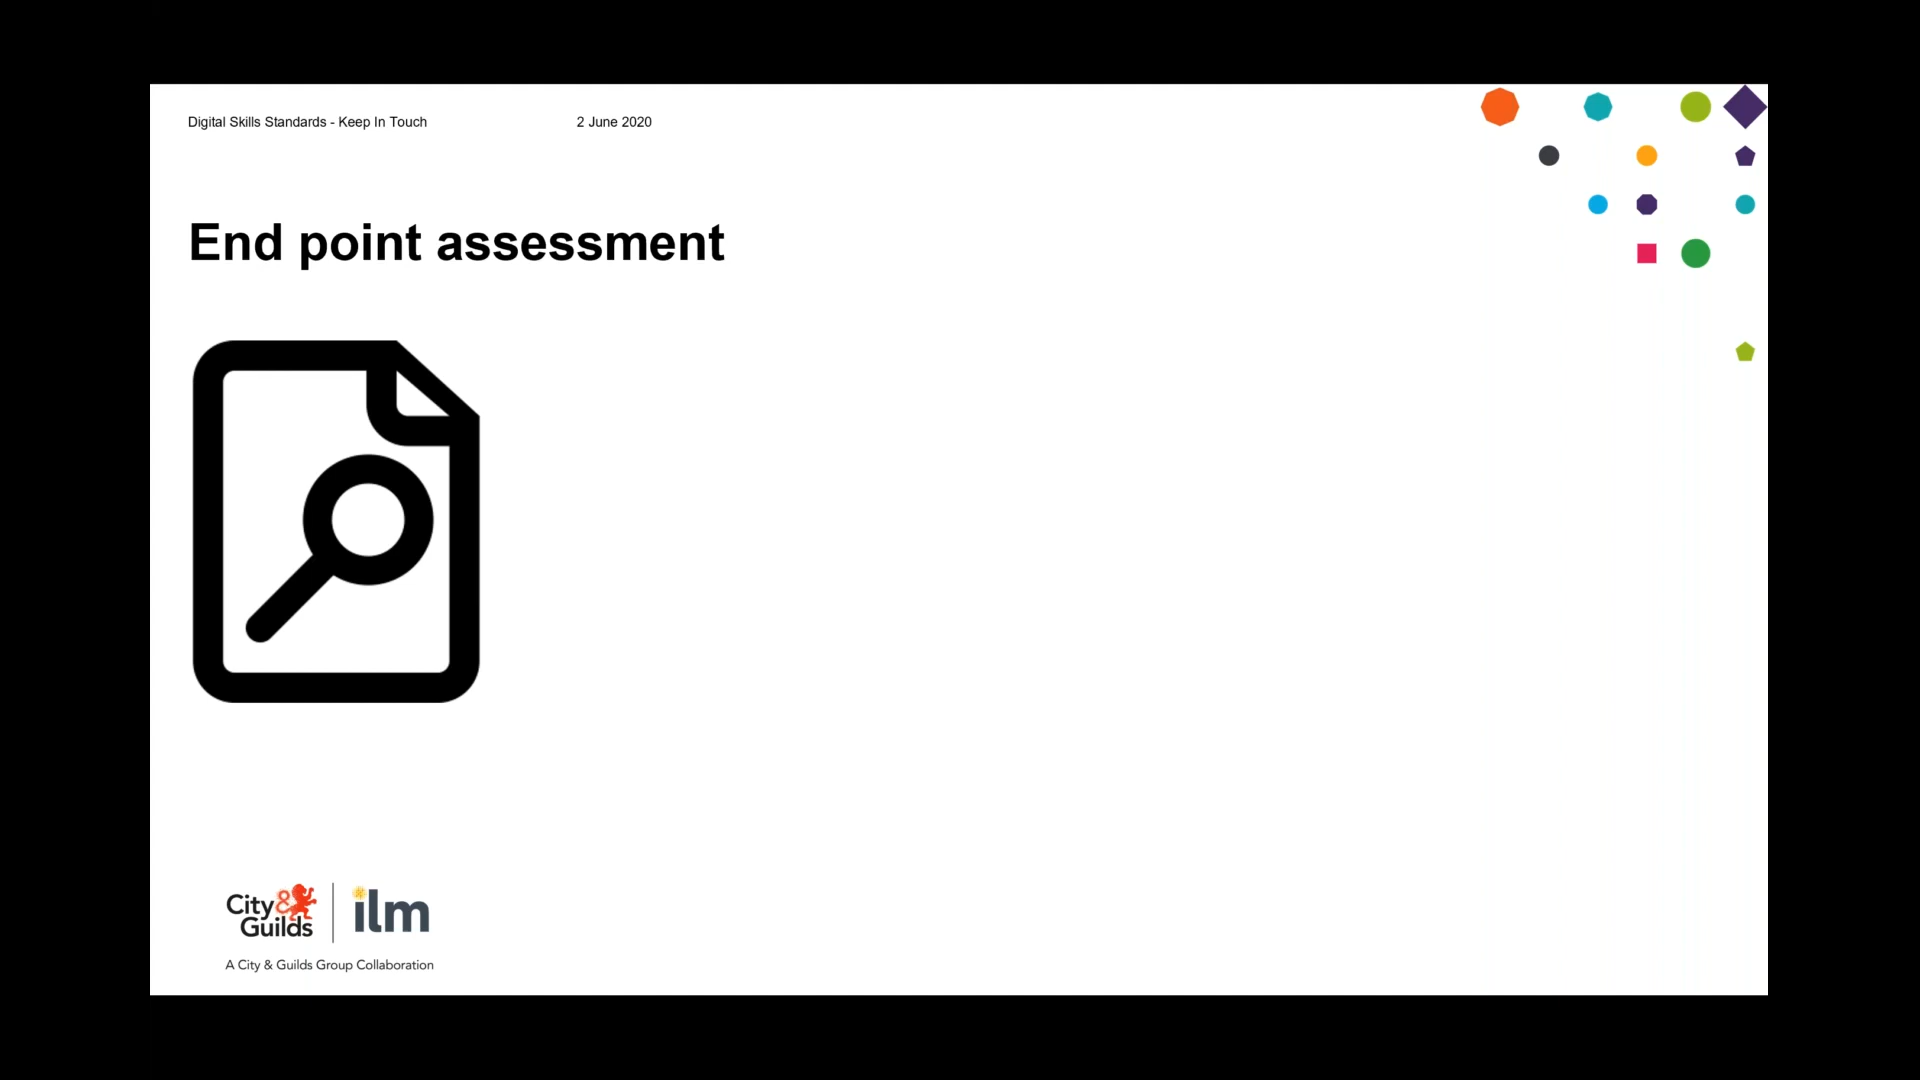 Digital Skills Standards - Keep In Touch 2 June 2020
End point assessment
City & Guilds
ilm
A City & Guilds Group Collaboration